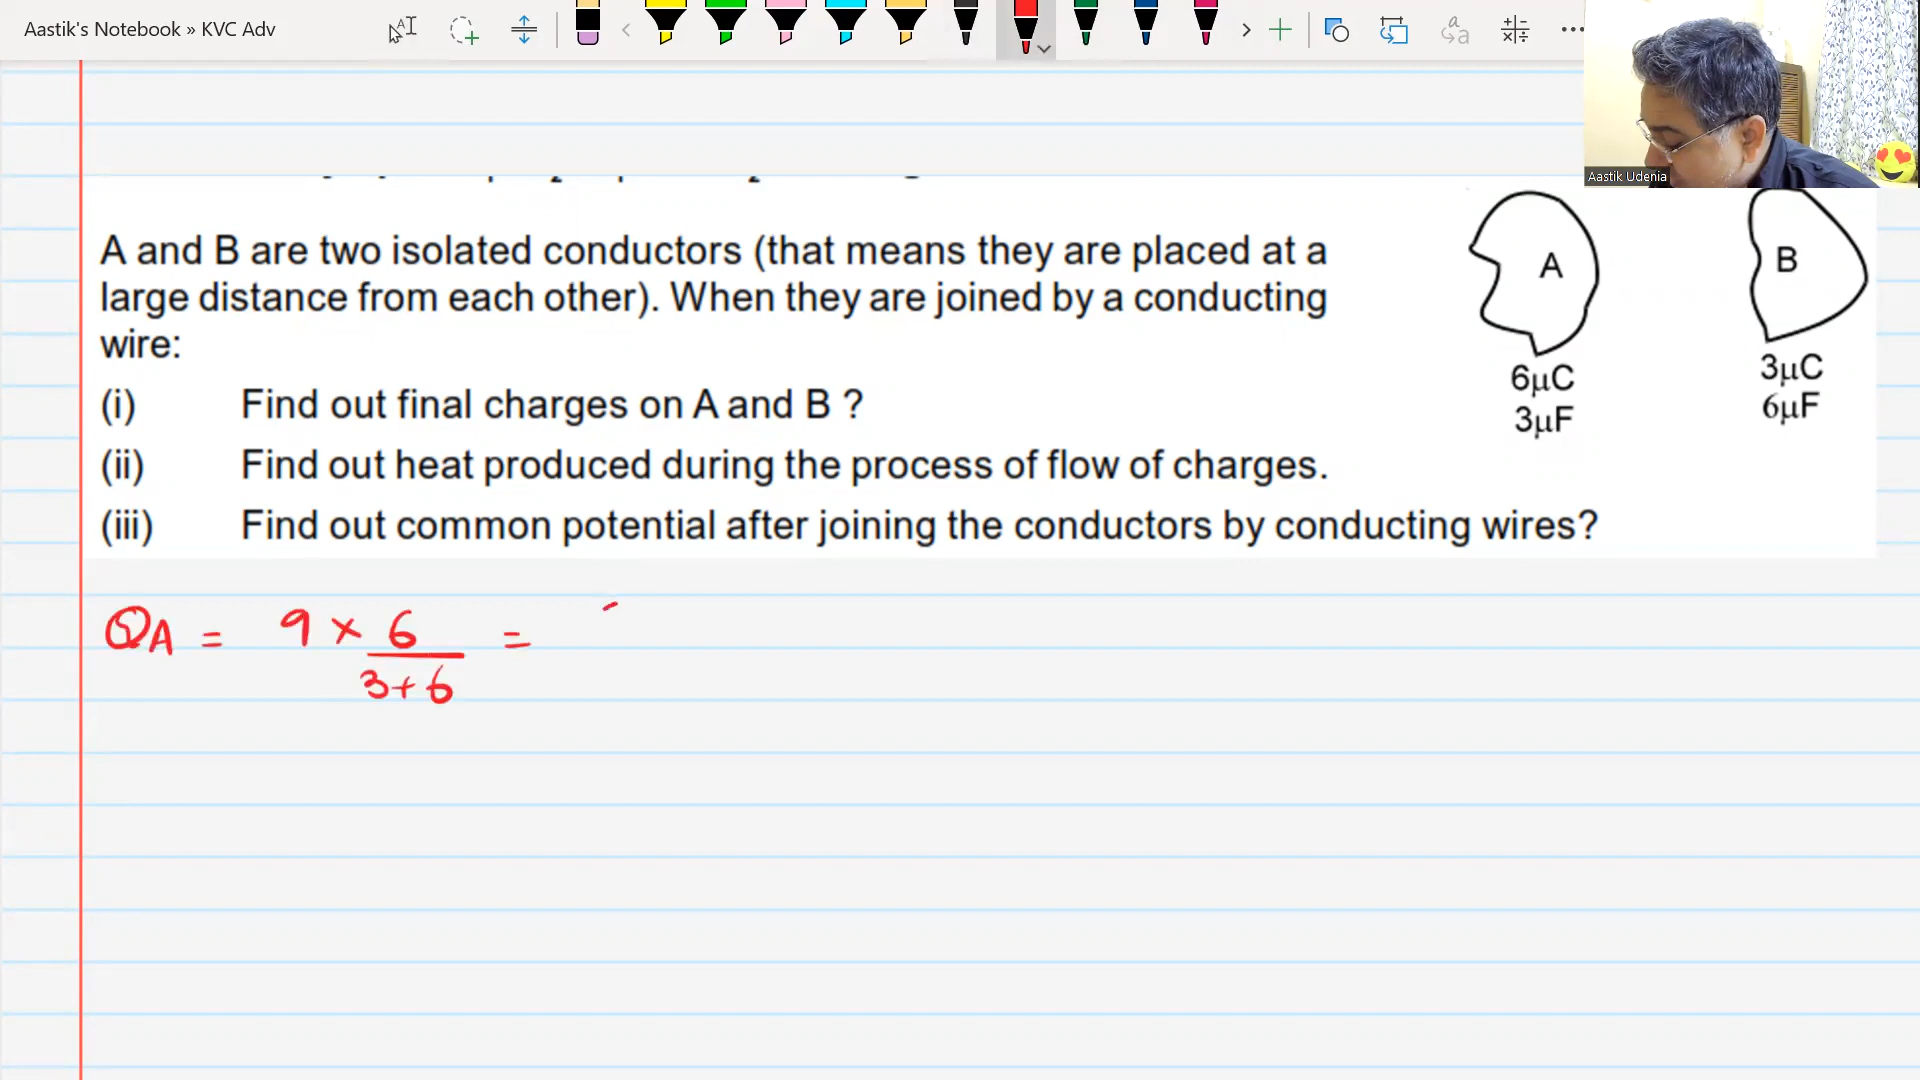 Aastik's Notebook » KVC Adv
Aastik Udenia
A and B are two isolated conductors (that means they are placed at a
large distance from each other). When they are joined by a conducting
wire:
(i) Find out final charges on A and B ?
(ii) Find out heat produced during the process of flow of charges.
(iii) Find out common potential after joining the conductors by conducting wires?
A
6μC
3μF
B
3μC
6μF
QA = 9 × 6 =
3+6